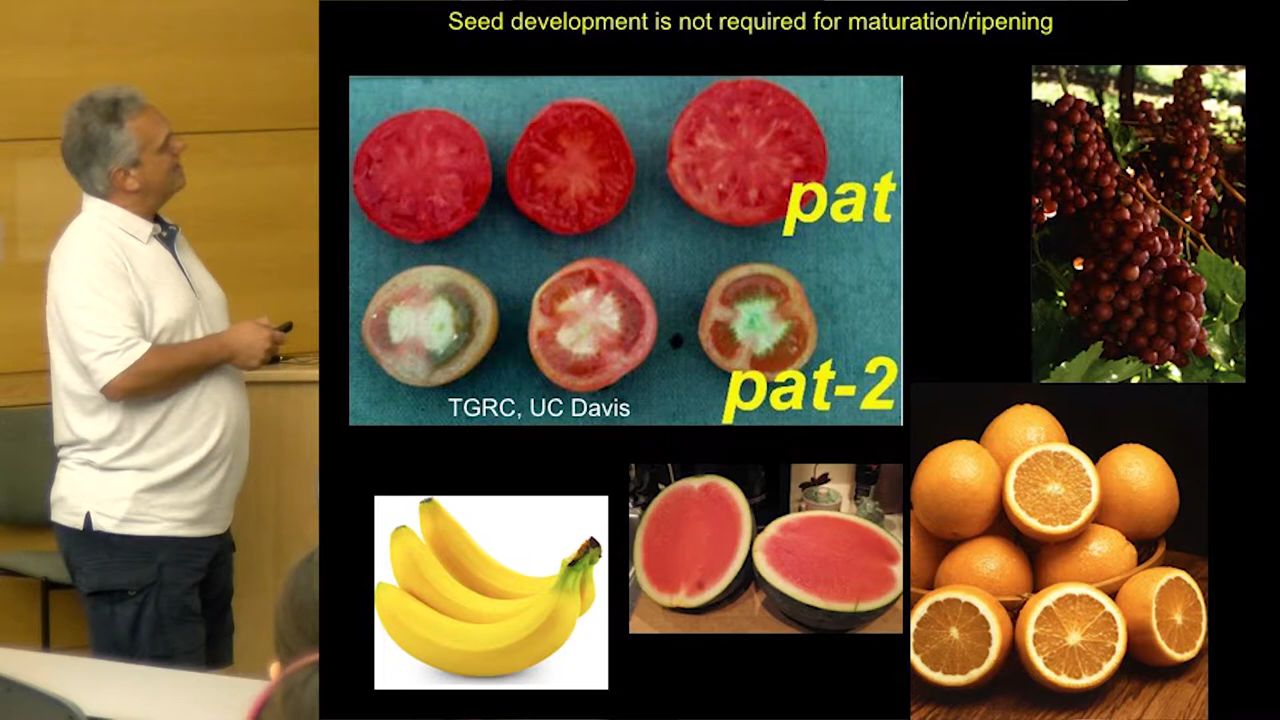 Seed development is not required for maturation/ripening
pat
pat-2
TGRC, UC Davis